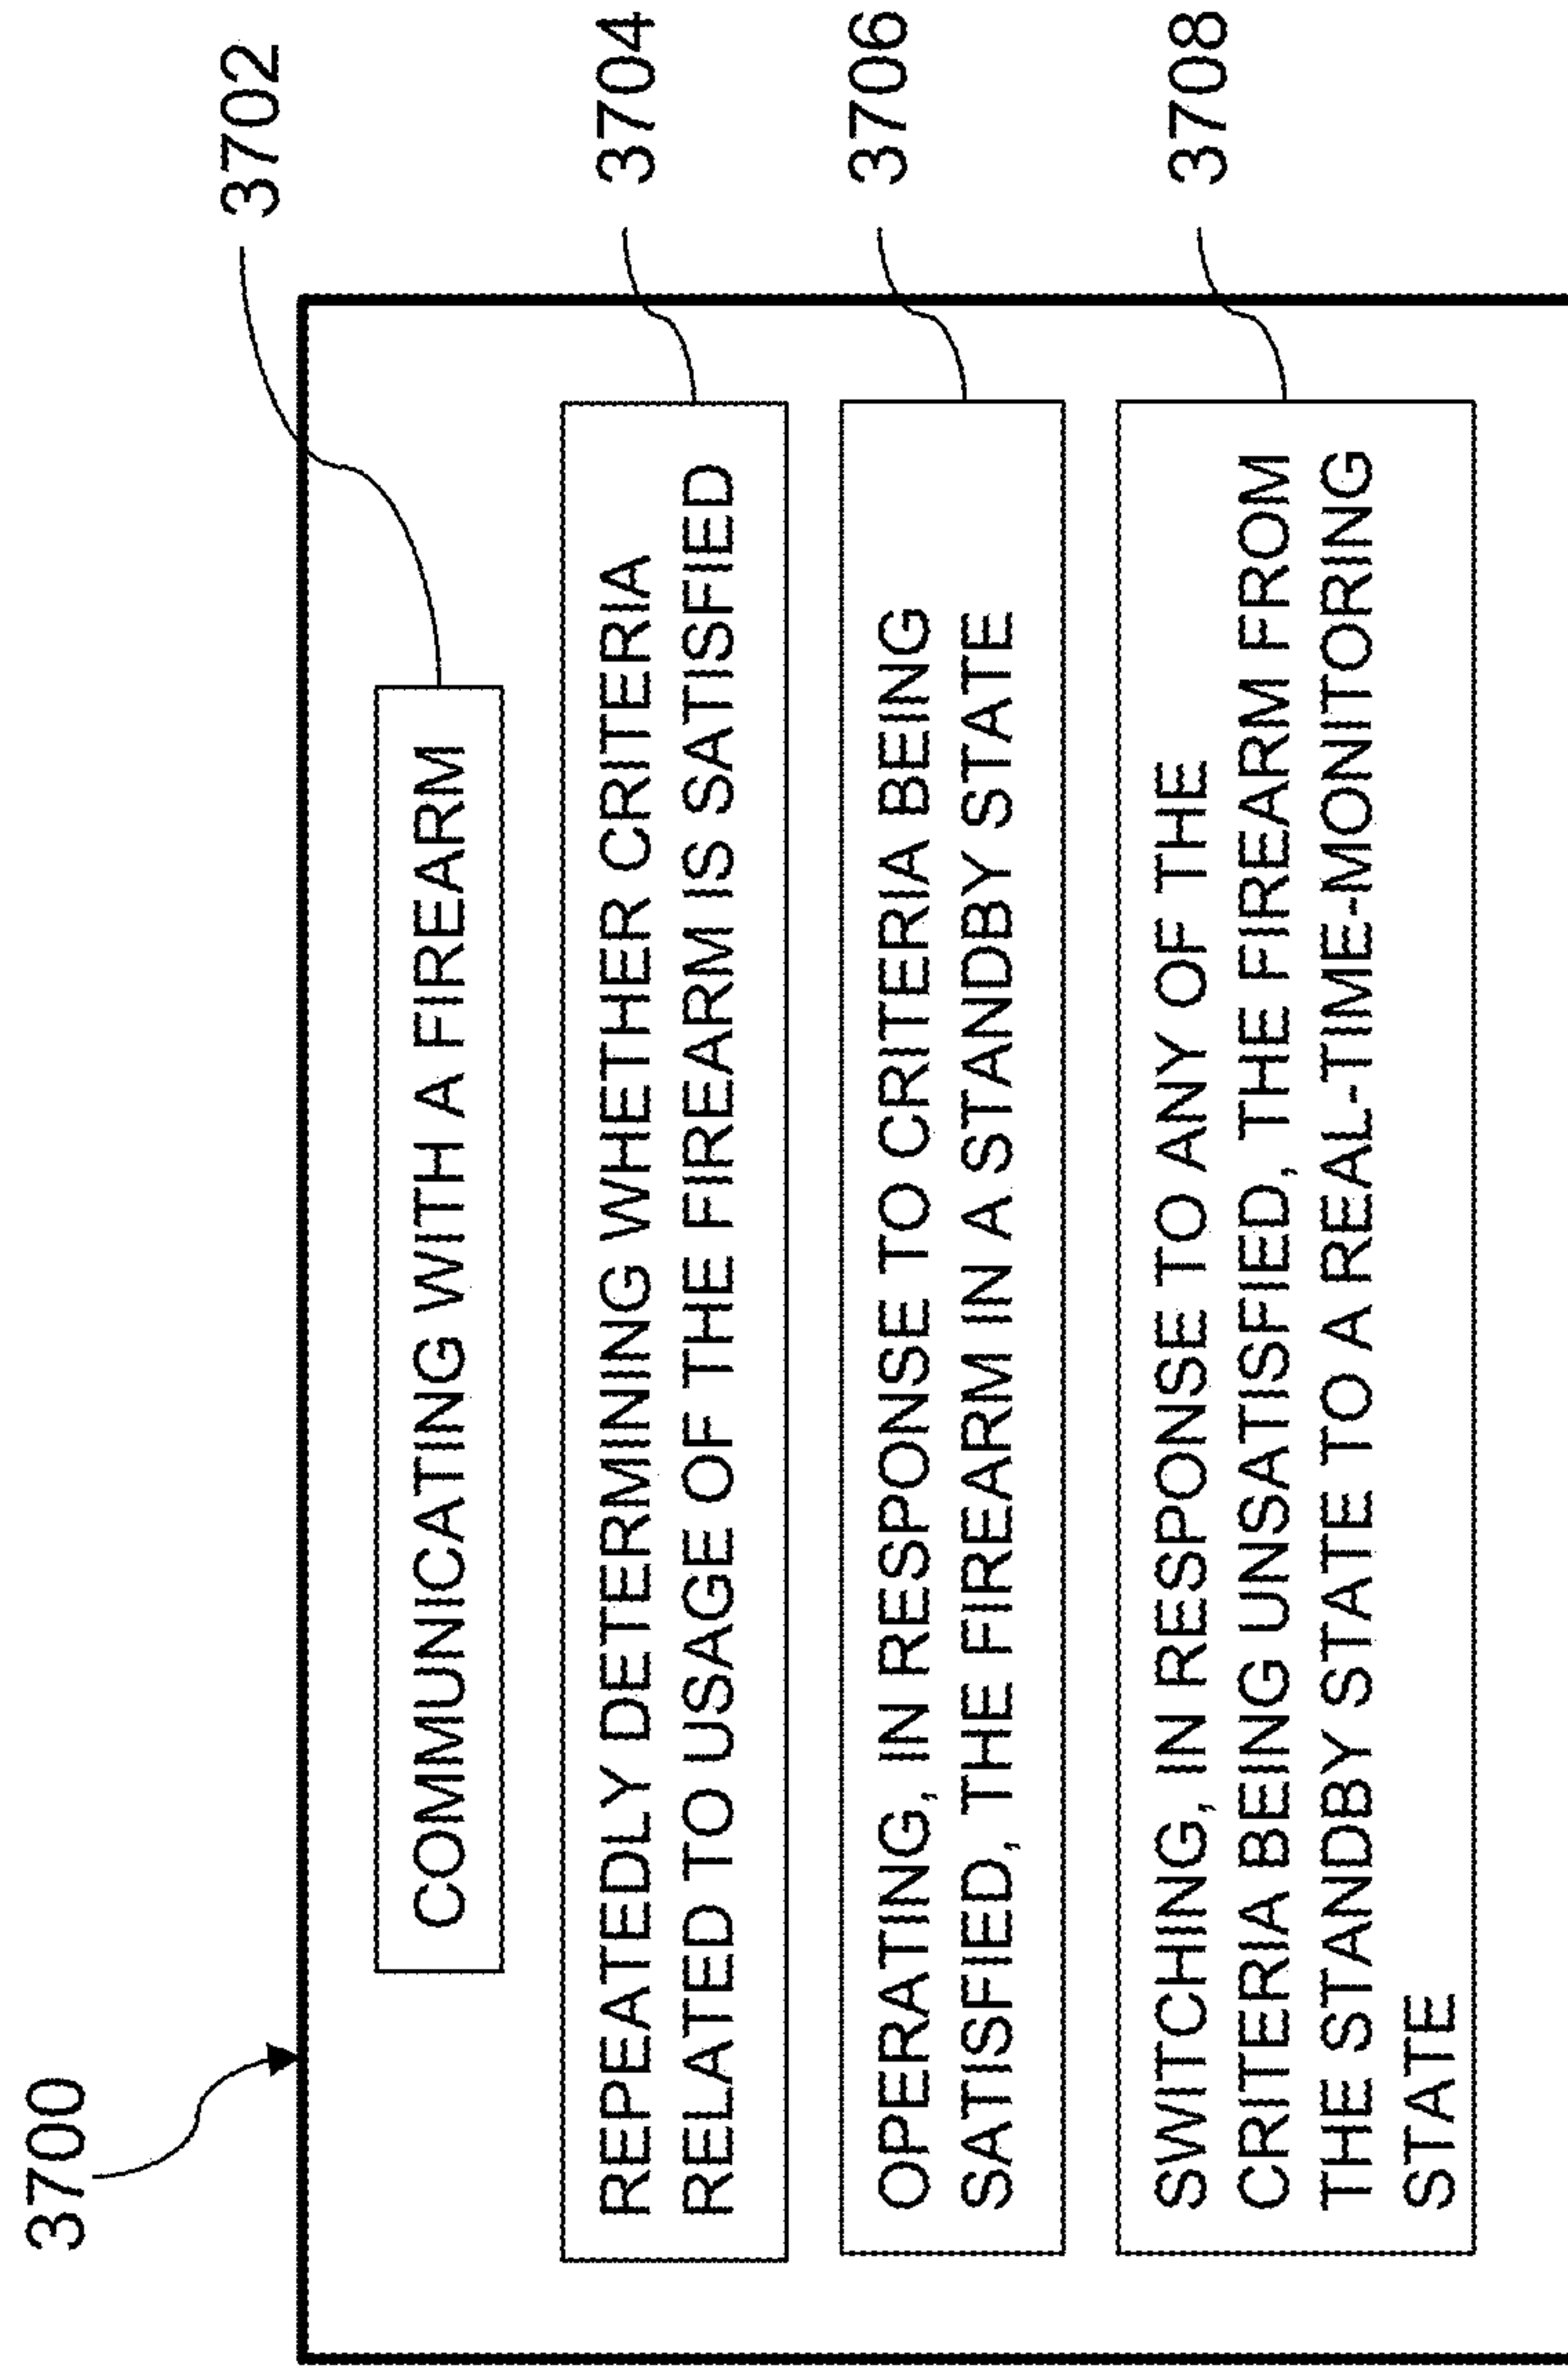 3700
3702
COMMUNICATING WITH A FIREARM
3704
REPEATEDLY DETERMINING WHETHER CRITERIA
RELATED TO USAGE OF THE FIREARM IS SATISFIED
3706
OPERATING, IN RESPONSE TO CRITERIA BEING
SATISFIED, THE FIREARM IN A STANDBY STATE
3708
SWITCHING, IN RESPONSE TO ANY OF THE
CRITERIA BEING UNSATISFIED, THE FIREARM FROM
THE STANDBY STATE TO A REAL-TIME-MONITORING
STATE